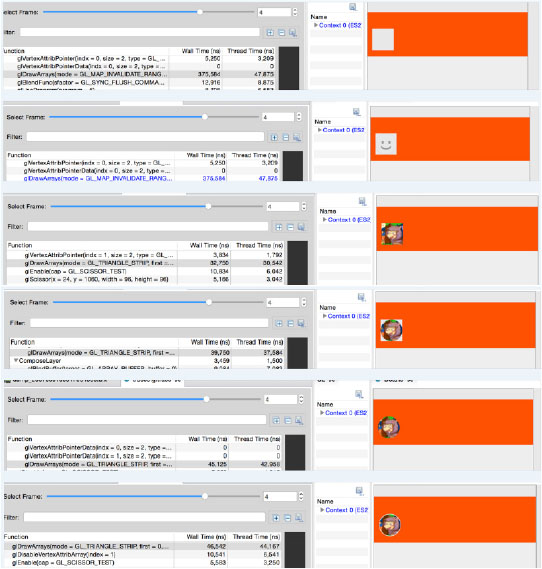 Select Frame: 4
Name
Context 0 (ES2
Filter:
Function Wall Time (ns) Thread Time (ns)
glVertexAttribPointer(indx = 0, size = 2, type = GL_... 5,250 3,209
glVertexAttribPointerData(indx = 0, size = 2, type =... 0 0
glDrawArrays(mode = GL_MAP_INVALIDATE_RANG... 375,584 47,875
glBlendFunc(sfactor = GL_SYNC_FLUSH_COMMA... 12,916 8,875
Select Frame: 4
Name
Context 0 (ES2
Filter:
Function Wall Time (ns) Thread Time (ns)
glVertexAttribPointer(indx = 0, size = 2, type = GL_... 5,250 3,209
glVertexAttribPointerData(indx = 0, size = 2, type =... 0 0
glDrawArrays(mode = GL_MAP_INVALIDATE_RANG... 375,584 47,875
Select Frame: 4
Name
Context 0 (ES2
Filter:
Function Wall Time (ns) Thread Time (ns)
glVertexAttribPointer(indx = 1, size = 2, type = GL_... 3,834 1,792
glDrawArrays(mode = GL_TRIANGLE_STRIP, first =... 32,750 30,542
glEnable(cap = GL_SCISSOR_TEST) 10,834 6,042
glScissor(x = 24, y = 1060, width = 96, height = 96) 5,166 3,042
Select Frame: 4
Name
Context 0 (ES2
Filter:
Function Wall Time (ns) Thread Time (ns)
glDrawArrays(mode = GL_TRIANGLE_STRIP, first =... 39,750 37,584
ComposeLayer 3,459 1,500
Select Frame: 4
Name
Context 0 (ES2
Filter:
Function Wall Time (ns) Thread Time (ns)
glVertexAttribPointerData(indx = 0, size = 2, type =... 0 0
glVertexAttribPointerData(indx = 1, size = 2, type =... 0 0
glDrawArrays(mode = GL_TRIANGLE_STRIP, first =... 45,125 42,958
Select Frame: 4
Name
Context 0 (ES2
Filter:
Function Wall Time (ns) Thread Time (ns)
glDrawArrays(mode = GL_TRIANGLE_STRIP, first = 0,... 46,542 44,167
glDisableVertexAttribArray(index = 1) 10,541
glEnable(cap = GL_SCISSOR_TEST) 6,583 3,250